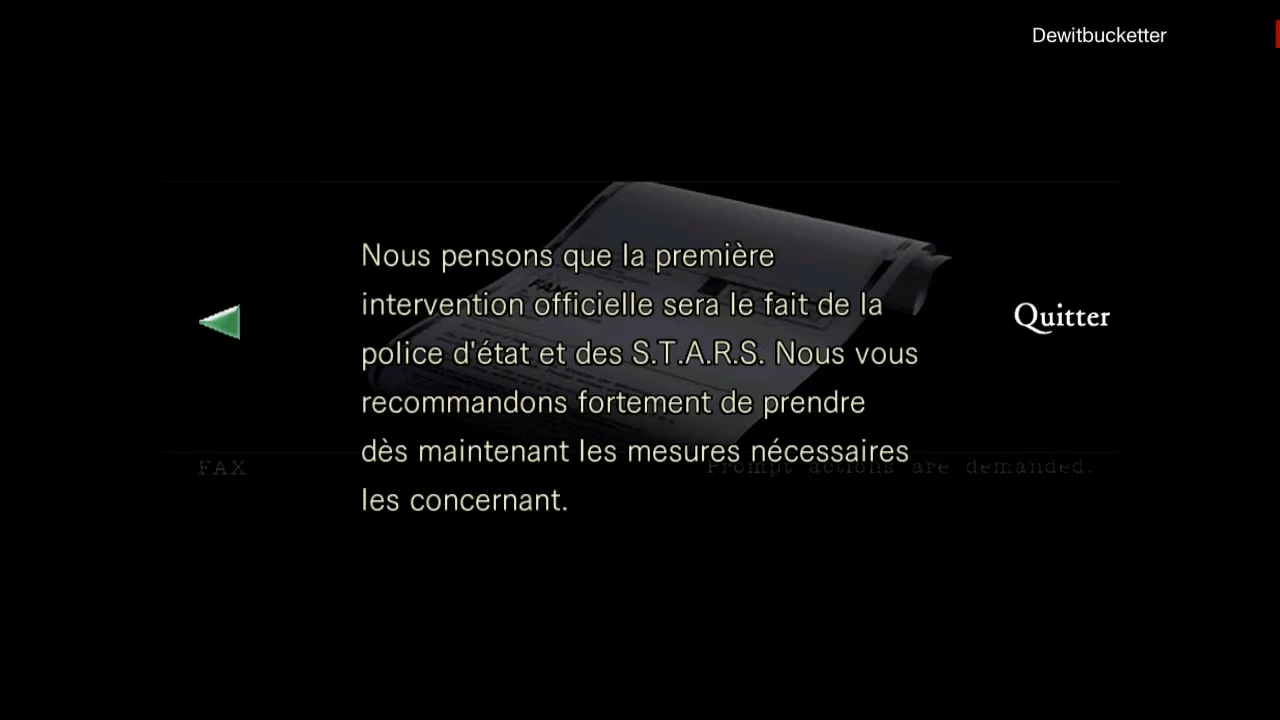 Dewitbucketter
Nous pensons que la première
intervention officielle sera le fait de la
police d'état et des S.T.A.R.S. Nous vous
recommandons fortement de prendre
dès maintenant les mesures nécessaires
les concernant.
Quitter
FAX
Prompt actions are demanded.